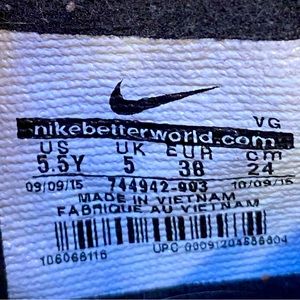 VG
nikebetterworld.com
US UK EUR cm
5.5Y 5 38 24
09/09/15 744942-003 10/09/15
MADE IN VIETNAM
FABRIQUE AU VIETNAM
106066116 UPC 00091204686604